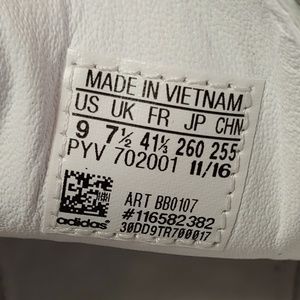 MADE IN VIETNAM
US UK FR JP CHN
9 7½ 41⅓ 260 255
PYV 702001 11/16
ART BB0107
#116582382
adidas 30DD9TR700017